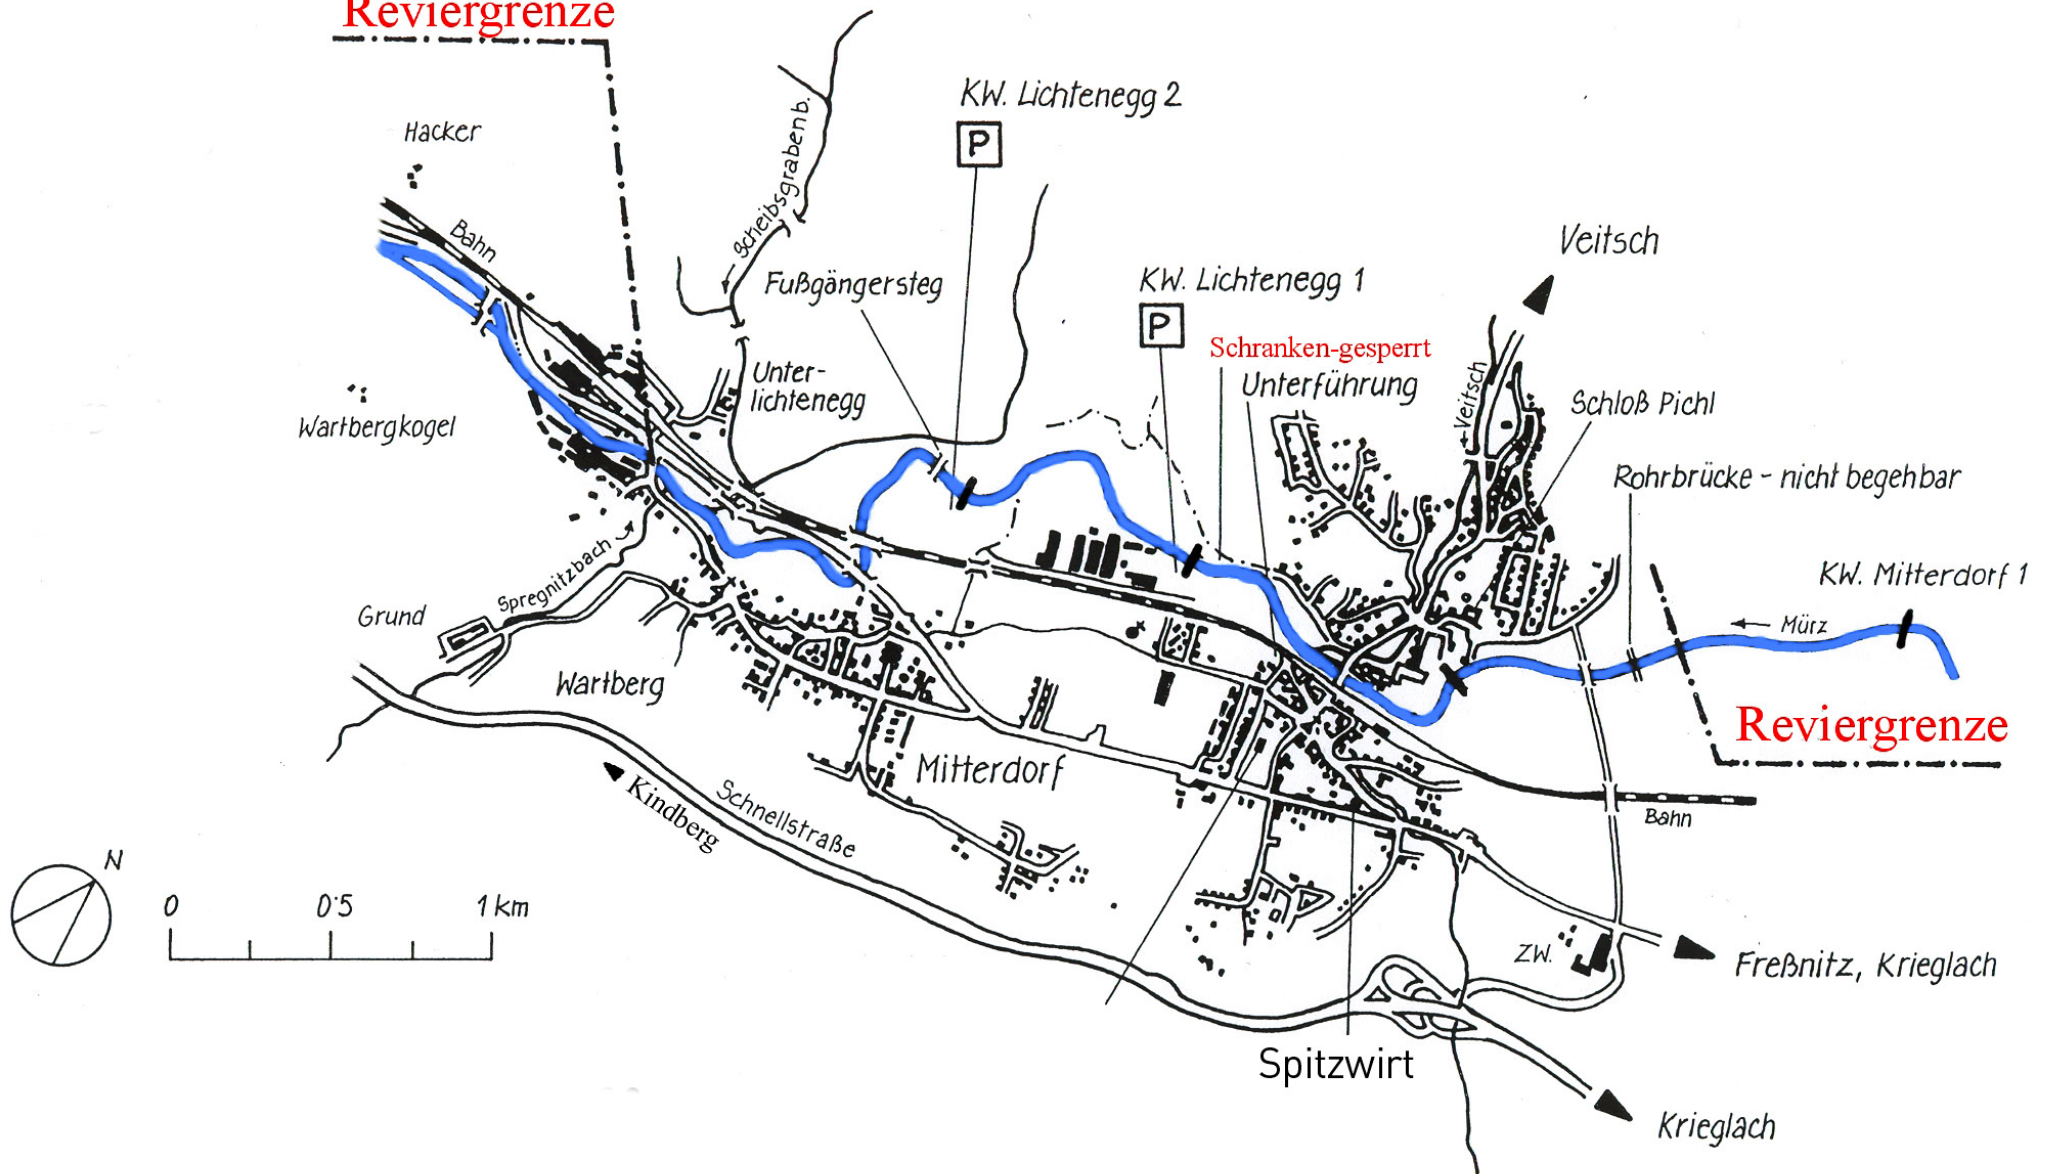 Reviergrenze
Hacker
KW. Lichtenegg 2
P
Scheibsgrabenb.
Bahn
Veitsch
Fußgängersteg
KW. Lichtenegg 1
P
Schranken-gesperrt
Unterführung
Unter-
lichtenegg
Veitsch
Schloß Pichl
Wartbergkogel
Rohrbrücke - nicht begehbar
KW. Mitterdorf 1
Spregnitzbach
Grund
Mürz
Wartberg
Reviergrenze
Mitterdorf
Kindberg
Schnellstraße
Bahn
N
0 0·5 1 km
ZW.
Freßnitz, Krieglach
Spitzwirt
Krieglach